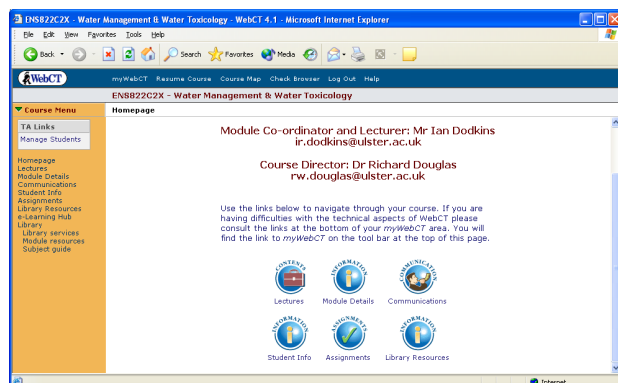 ENS822C2X - Water Management & Water Toxicology - WebCT 4.1 - Microsoft Internet Explorer
File Edit View Favorites Tools Help
Back Search Favorites Media
WebCT myWebCT Resume Course Course Map Check Browser Log Out Help
ENS822C2X - Water Management & Water Toxicology
Course Menu Homepage
TA Links
Manage Students
Homepage
Lectures
Module Details
Communications
Student Info
Assignments
Library Resources
e-Learning Hub
Library
Library services
Module resources
Subject guide
Module Co-ordinator and Lecturer: Mr Ian Dodkins
ir.dodkins@ulster.ac.uk
Course Director: Dr Richard Douglas
rw.douglas@ulster.ac.uk
Use the links below to navigate through your course. If you are
having difficulties with the technical aspects of WebCT please
consult the links at the bottom of your myWebCT area. You will
find the link to myWebCT on the tool bar at the top of this page.
CONTENTS INFORMATION COMMUNICATION
Lectures Module Details Communications
INFORMATION ASSIGNMENTS INFORMATION
Student Info Assignments Library Resources
Internet